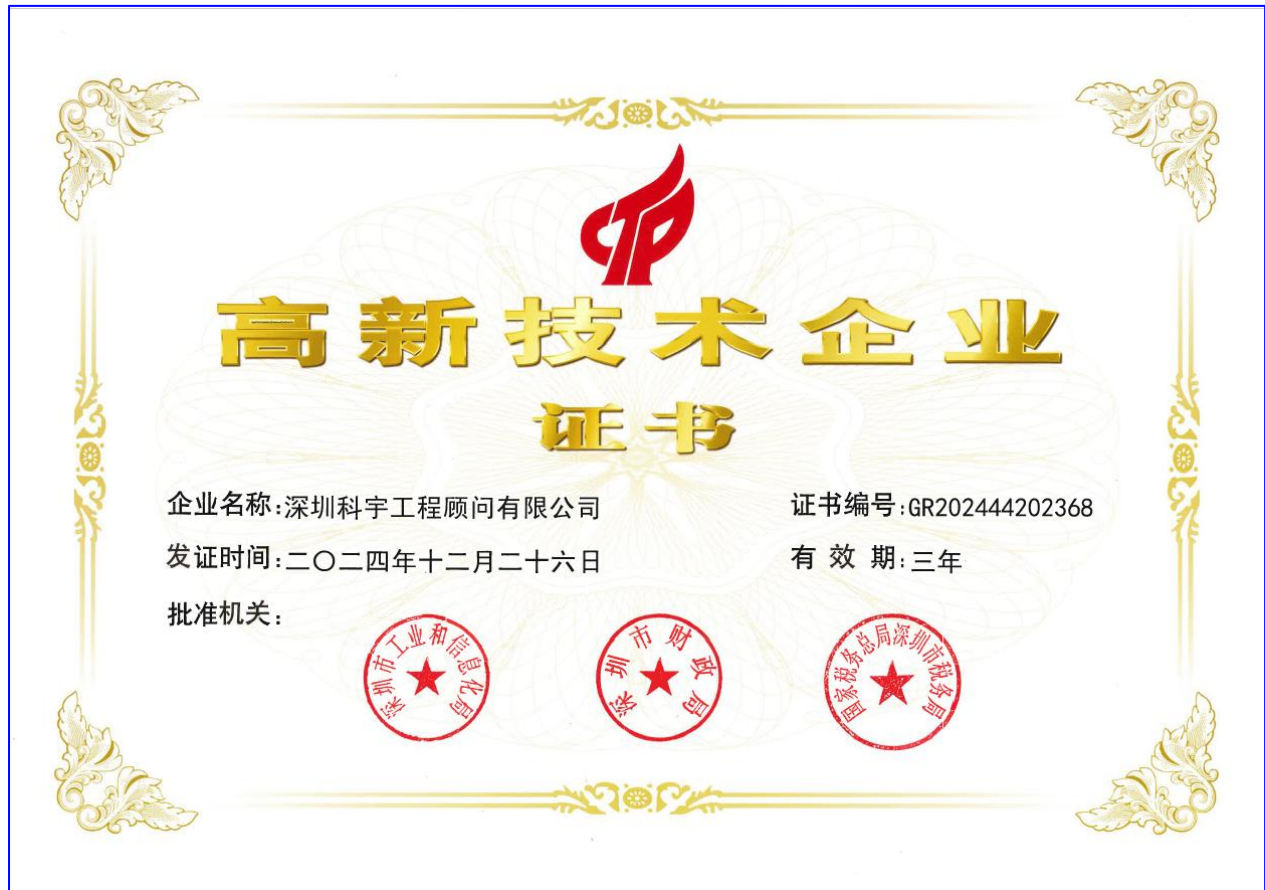 高新技术企业
证书
企业名称:深圳科宇工程顾问有限公司
证书编号:GR202444202368
发证时间:二〇二四年十二月二十六日
有效期:三年
批准机关:
深圳市工业和信息化局
深圳市财政局
国家税务总局深圳市税务局